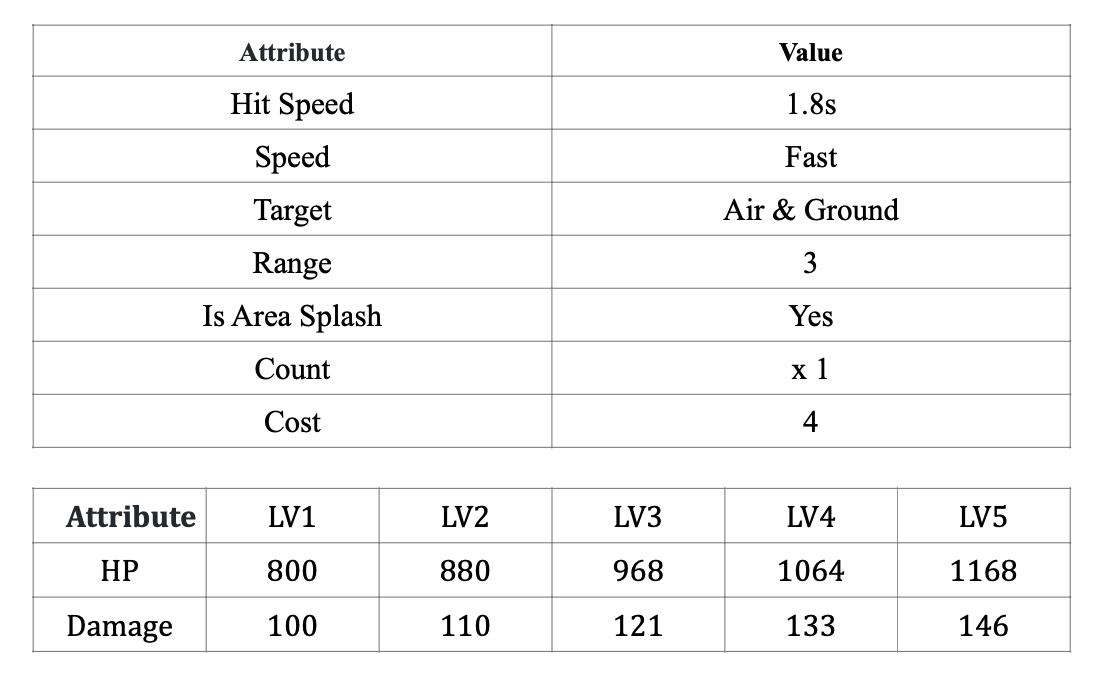 Attribute Value
Hit Speed 1.8s
Speed Fast
Target Air & Ground
Range 3
Is Area Splash Yes
Count x 1
Cost 4
Attribute LV1 LV2 LV3 LV4 LV5
HP 800 880 968 1064 1168
Damage 100 110 121 133 146